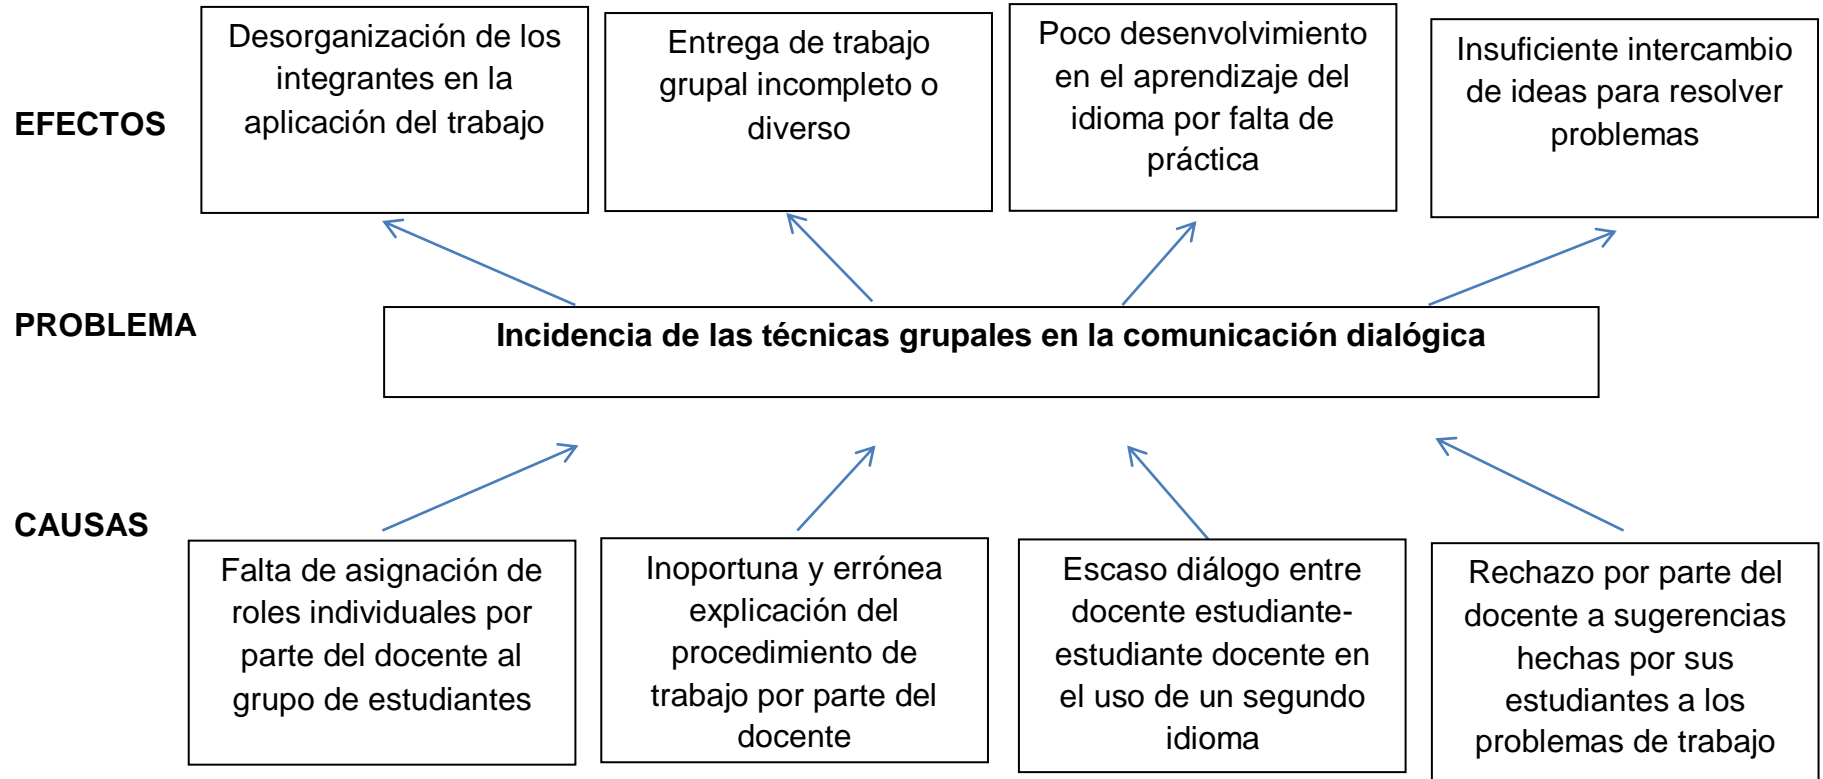 EFECTOS
Desorganización de los
integrantes en la
aplicación del trabajo
Entrega de trabajo
grupal incompleto o
diverso
Poco desenvolvimiento
en el aprendizaje del
idioma por falta de
práctica
Insuficiente intercambio
de ideas para resolver
problemas
PROBLEMA
Incidencia de las técnicas grupales en la comunicación dialógica
CAUSAS
Falta de asignación de
roles individuales por
parte del docente al
grupo de estudiantes
Inoportuna y errónea
explicación del
procedimiento de
trabajo por parte del
docente
Escaso diálogo entre
docente estudiante-
estudiante docente en
el uso de un segundo
idioma
Rechazo por parte del
docente a sugerencias
hechas por sus
estudiantes a los
problemas de trabajo